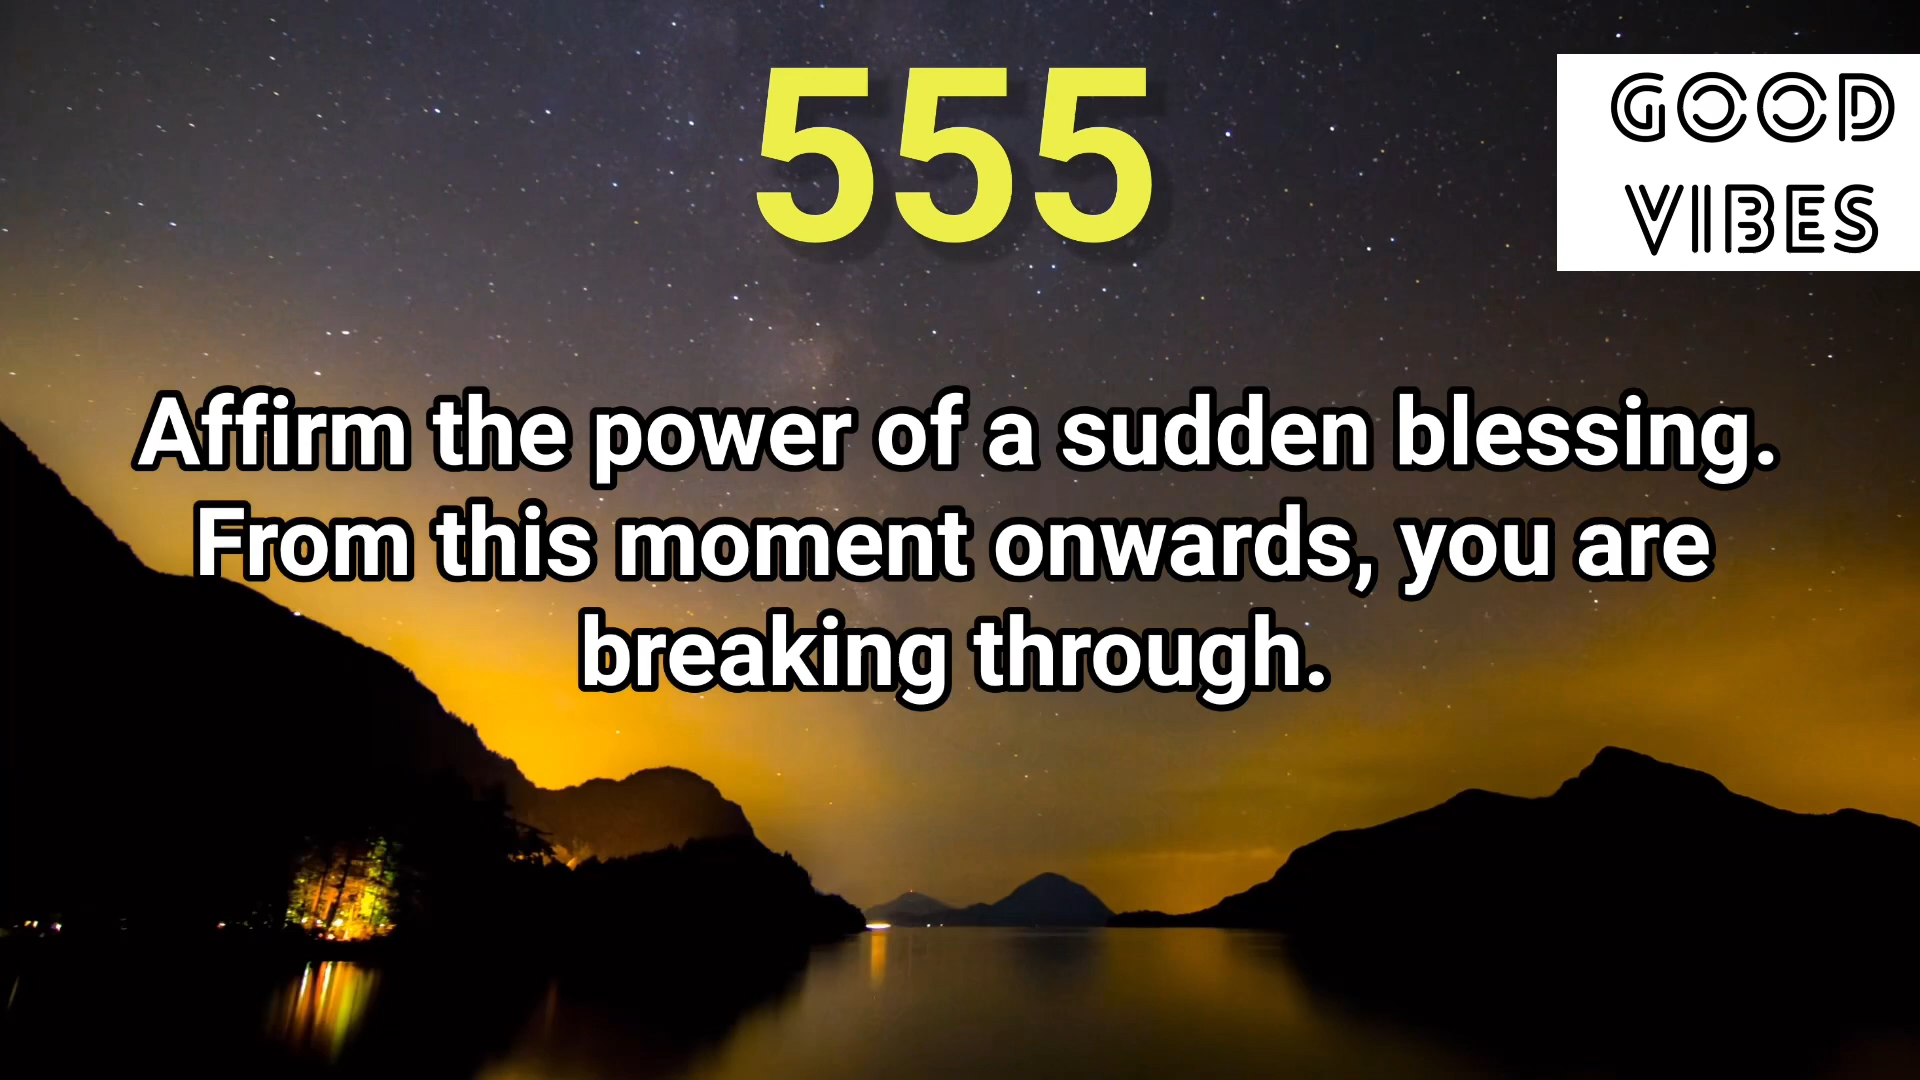 555
GOOD
VIBES
Affirm the power of a sudden blessing.
From this moment onwards, you are
breaking through.